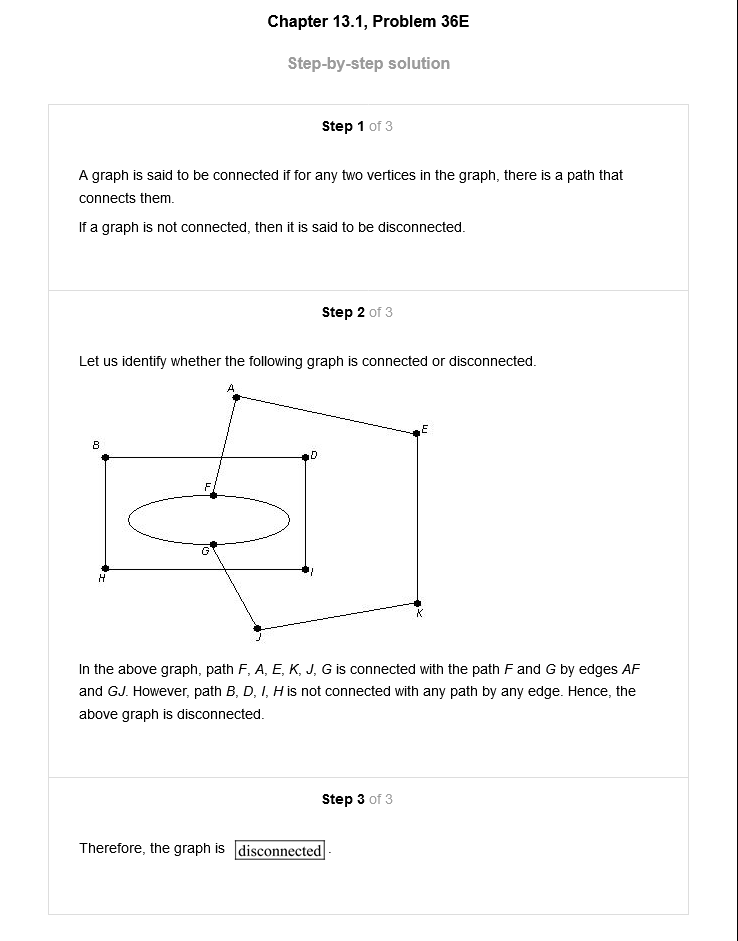 Chapter 13.1, Problem 36E
Step-by-step solution
Step 1 of 3
A graph is said to be connected if for any two vertices in the graph, there is a path that
connects them.
If a graph is not connected, then it is said to be disconnected.
Step 2 of 3
Let us identify whether the following graph is connected or disconnected.
A
E
B
D
F
G
H
I
K
J
In the above graph, path F, A, E, K, J, G is connected with the path F and G by edges AF
and GJ. However, path B, D, I, H is not connected with any path by any edge. Hence, the
above graph is disconnected.
Step 3 of 3
Therefore, the graph is disconnected.